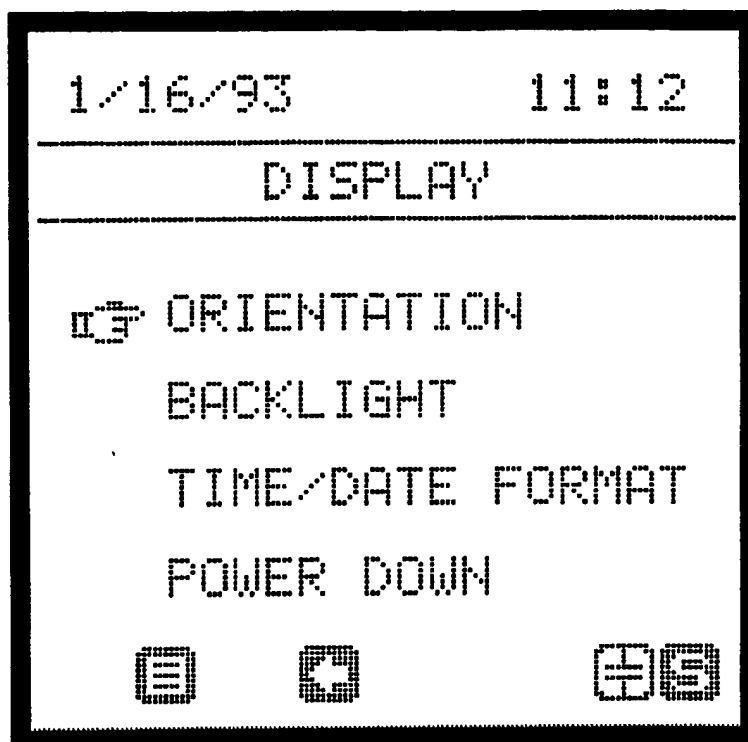 1/16/93 11:12
DISPLAY
ORIENTATION
BACKLIGHT
TIME/DATE FORMAT
POWER DOWN
S